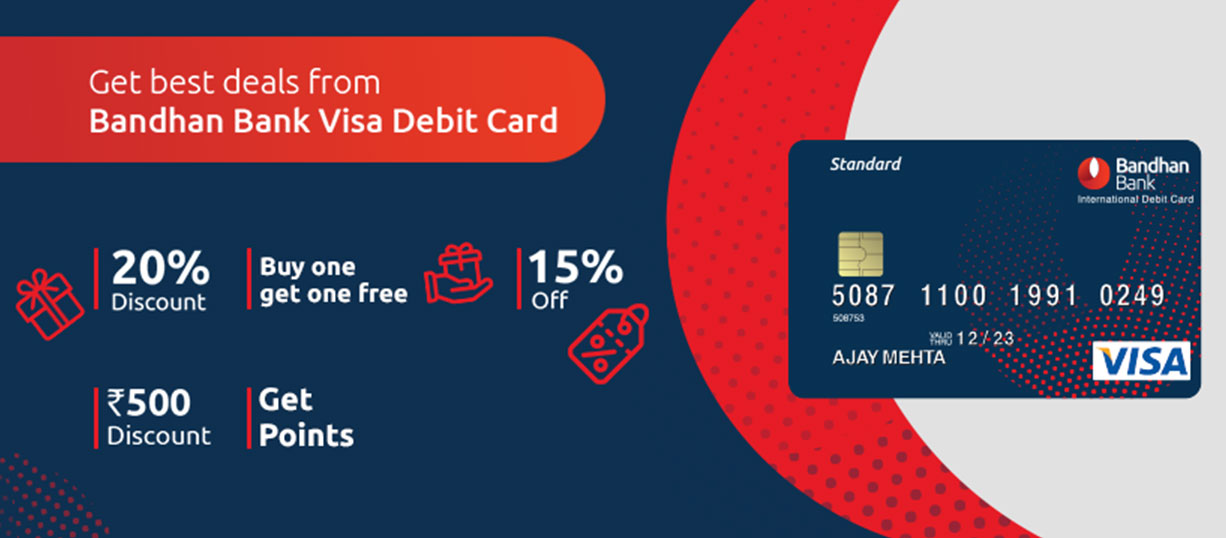 Get best deals from
Bandhan Bank Visa Debit Card
20%
Discount
Buy one
get one free
15%
Off
₹500
Discount
Get
Points
Standard
Bandhan
Bank
International Debit Card
5087 1100 1991 0249
508753
VALID
THRU 12/23
AJAY MEHTA
VISA